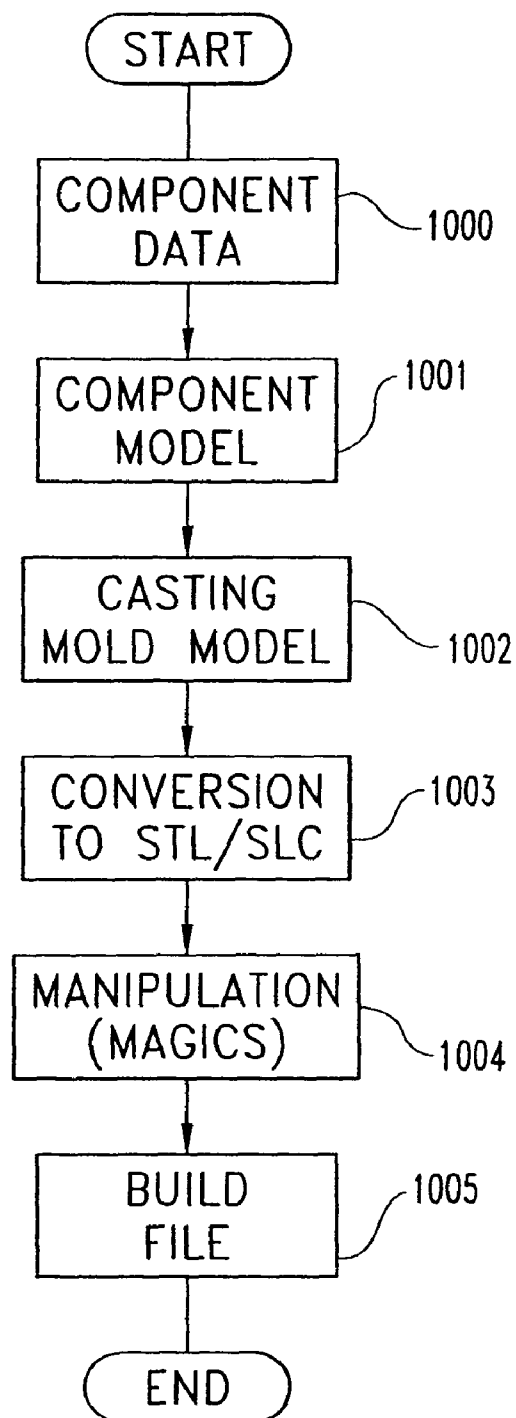 START
COMPONENT
DATA
1000
COMPONENT
MODEL
1001
CASTING
MOLD MODEL
1002
CONVERSION
TO STL/SLC
1003
MANIPULATION
(MAGICS)
1004
BUILD
FILE
1005
END